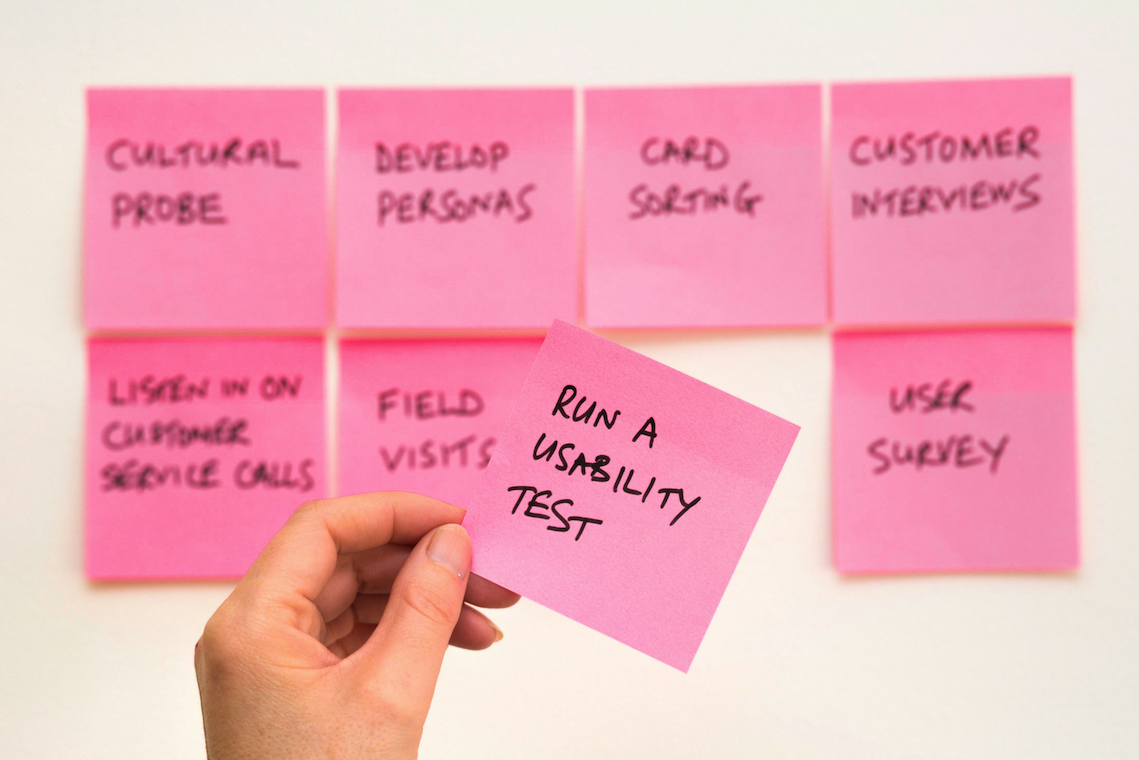 CULTURAL
PROBE
DEVELOP
PERSONAS
CARD
SORTING
CUSTOMER
INTERVIEWS
LISTEN IN ON
CUSTOMER
SERVICE CALLS
FIELD
VISITS
RUN A
USABILITY
TEST
USER
SURVEY